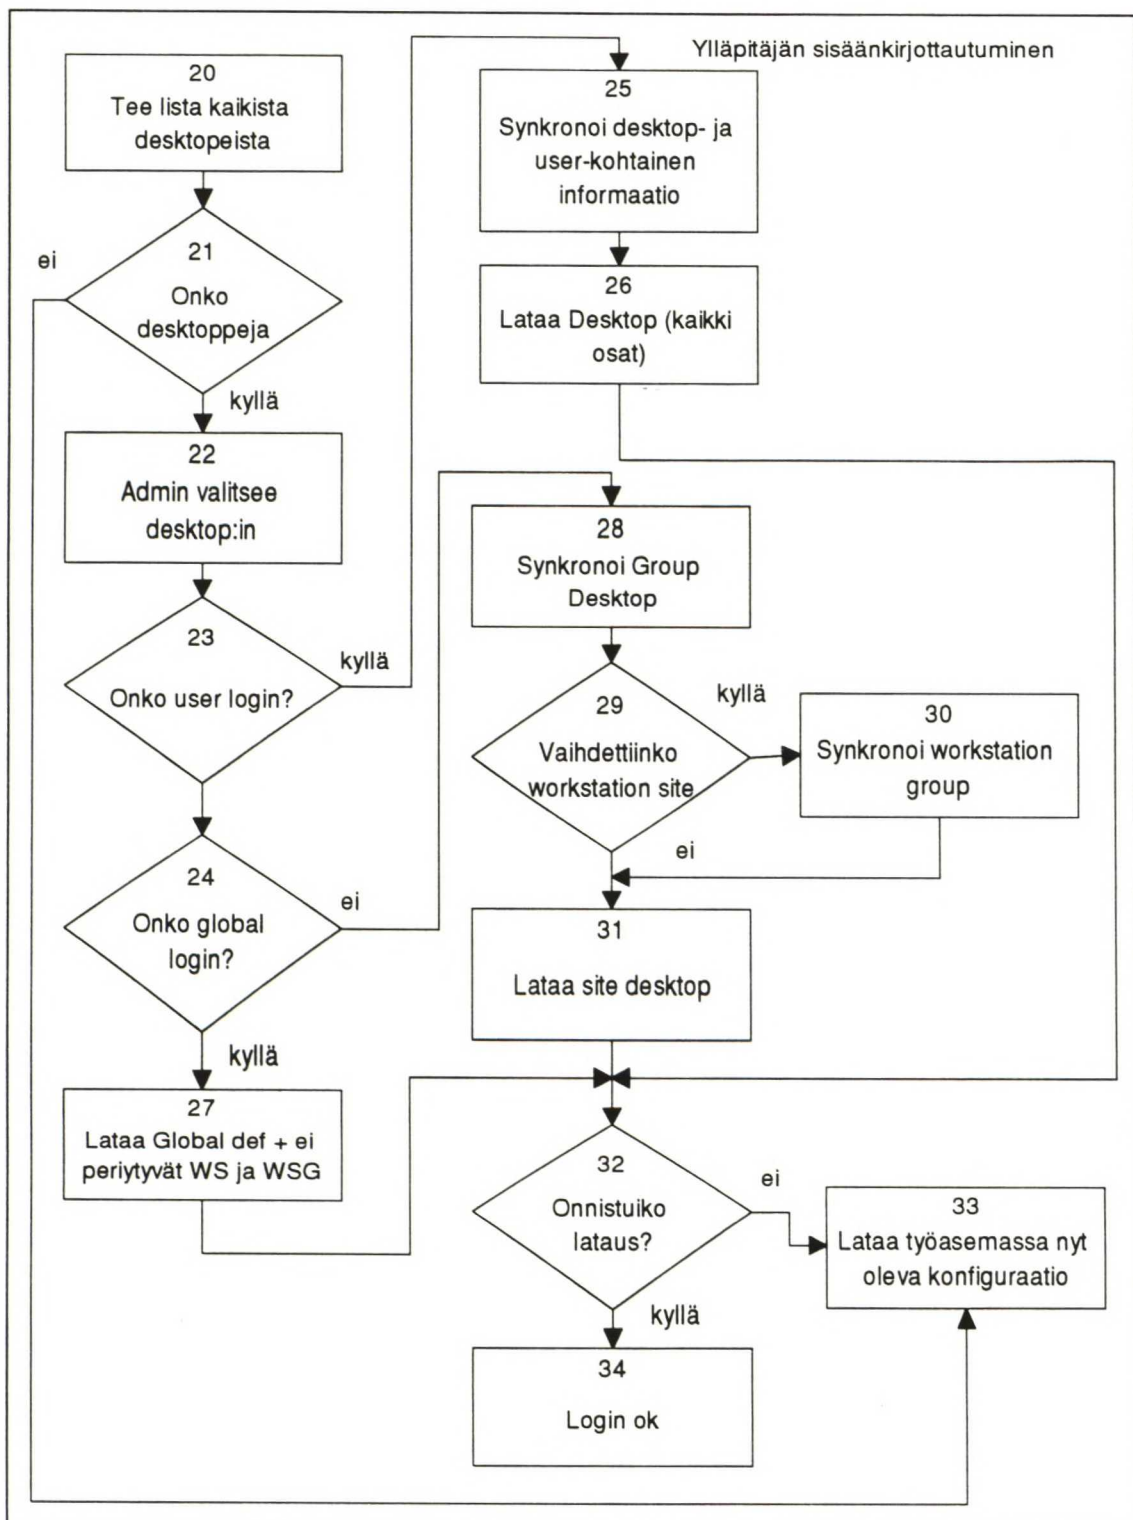 Ylläpitäjän sisäänkirjottautuminen
20
Tee lista kaikista
desktopeista
21
Onko
desktoppeja
ei
kyllä
22
Admin valitsee
desktop:in
23
Onko user login?
kyllä
24
Onko global
login?
ei
kyllä
25
Synkronoi desktop- ja
user-kohtainen
informaatio
26
Lataa Desktop (kaikki
osat)
27
Lataa Global def + ei
periytyvät WS ja WSG
28
Synkronoi Group
Desktop
29
Vaihdettiinko
workstation site
kyllä
ei
30
Synkronoi workstation
group
31
Lataa site desktop
32
Onnistuiko
lataus?
ei
kyllä
33
Lataa työasemassa nyt
oleva konfiguraatio
34
Login ok